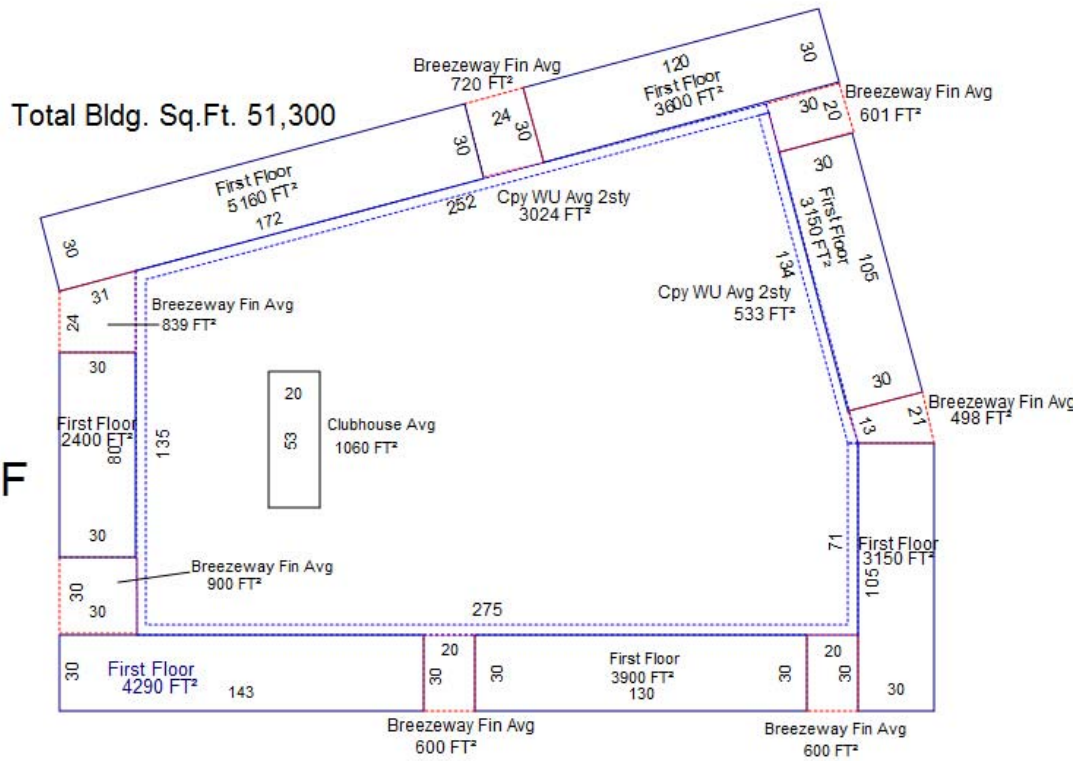 Total Bldg. Sq.Ft. 51,300
Breezeway Fin Avg
720 FT²
24
30
30
120
First Floor
3600 FT²
30
Breezeway Fin Avg
601 FT²
30
20
First Floor
5160 FT²
172
30
252
Cpy WU Avg 2sty
3024 FT²
30
First Floor
3150 FT²
105
30
134
Cpy WU Avg 2sty
533 FT²
31
24
Breezeway Fin Avg
839 FT²
30
First Floor
2400 FT²
80
30
135
20
53
Clubhouse Avg
1060 FT²
F
Breezeway Fin Avg
498 FT²
13
21
71
First Floor
3150 FT²
105
30
Breezeway Fin Avg
900 FT²
30
30
275
30
First Floor
4290 FT²
143
20
30
Breezeway Fin Avg
600 FT²
30
First Floor
3900 FT²
130
30
20
30
Breezeway Fin Avg
600 FT²